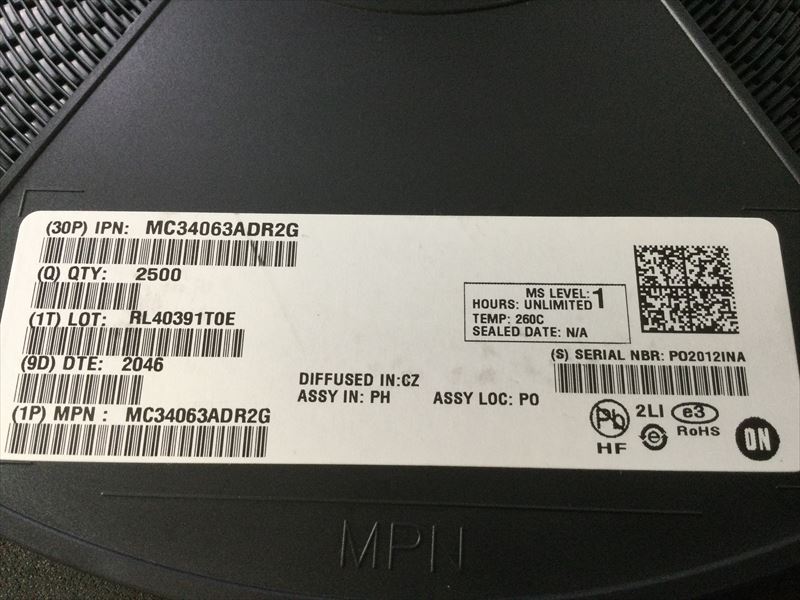 (30P) IPN: MC34063ADR2G
(Q) QTY: 2500
(1T) LOT: RL40391T0E
(9D) DTE: 2046
(1P) MPN : MC34063ADR2G
DIFFUSED IN:CZ
ASSY IN: PH ASSY LOC: PO
MS LEVEL: 1
HOURS: UNLIMITED
TEMP: 260C
SEALED DATE: N/A
(S) SERIAL NBR: PO2012INA
Pb 2LI e3
HF e RoHS
ON
MPN